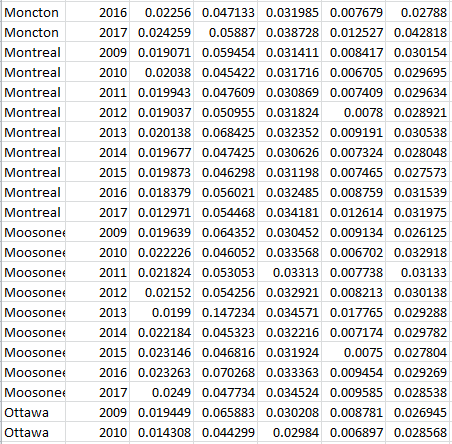 Moncton 2016 0.02256 0.047133 0.031985 0.007679 0.02788
Moncton 2017 0.024259 0.05887 0.038728 0.012527 0.042818
Montreal 2009 0.019071 0.059454 0.031411 0.008417 0.030154
Montreal 2010 0.02038 0.045422 0.031716 0.006705 0.029695
Montreal 2011 0.019943 0.047609 0.030869 0.007409 0.029634
Montreal 2012 0.019037 0.050955 0.031824 0.0078 0.028921
Montreal 2013 0.020138 0.068425 0.032352 0.009191 0.030538
Montreal 2014 0.019677 0.047425 0.030626 0.007324 0.028048
Montreal 2015 0.019873 0.046298 0.031198 0.007465 0.027573
Montreal 2016 0.018379 0.056021 0.032485 0.008759 0.031539
Montreal 2017 0.012971 0.054468 0.034181 0.012614 0.031975
Moosonee 2009 0.019639 0.064352 0.030452 0.009134 0.026125
Moosonee 2010 0.022226 0.046052 0.033568 0.006702 0.032918
Moosonee 2011 0.021824 0.053053 0.03313 0.007738 0.03133
Moosonee 2012 0.02152 0.054256 0.032921 0.008213 0.030138
Moosonee 2013 0.0199 0.147234 0.034571 0.017765 0.029288
Moosonee 2014 0.022184 0.045323 0.032216 0.007174 0.029782
Moosonee 2015 0.023146 0.046816 0.031924 0.0075 0.027804
Moosonee 2016 0.023263 0.070268 0.033363 0.009454 0.029269
Moosonee 2017 0.0249 0.047734 0.034524 0.009585 0.028538
Ottawa 2009 0.019449 0.065883 0.030208 0.008781 0.026945
Ottawa 2010 0.014308 0.044299 0.02984 0.006897 0.028568